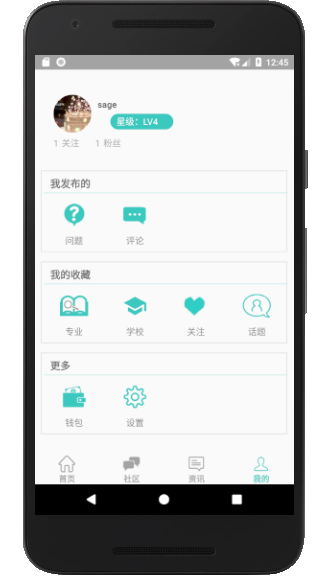 12:45
sage
星级：LV4
1 关注 1 粉丝
我发布的
问题 评论
我的收藏
专业 学校 关注 话题
更多
钱包 设置
首页 社区 资讯 我的